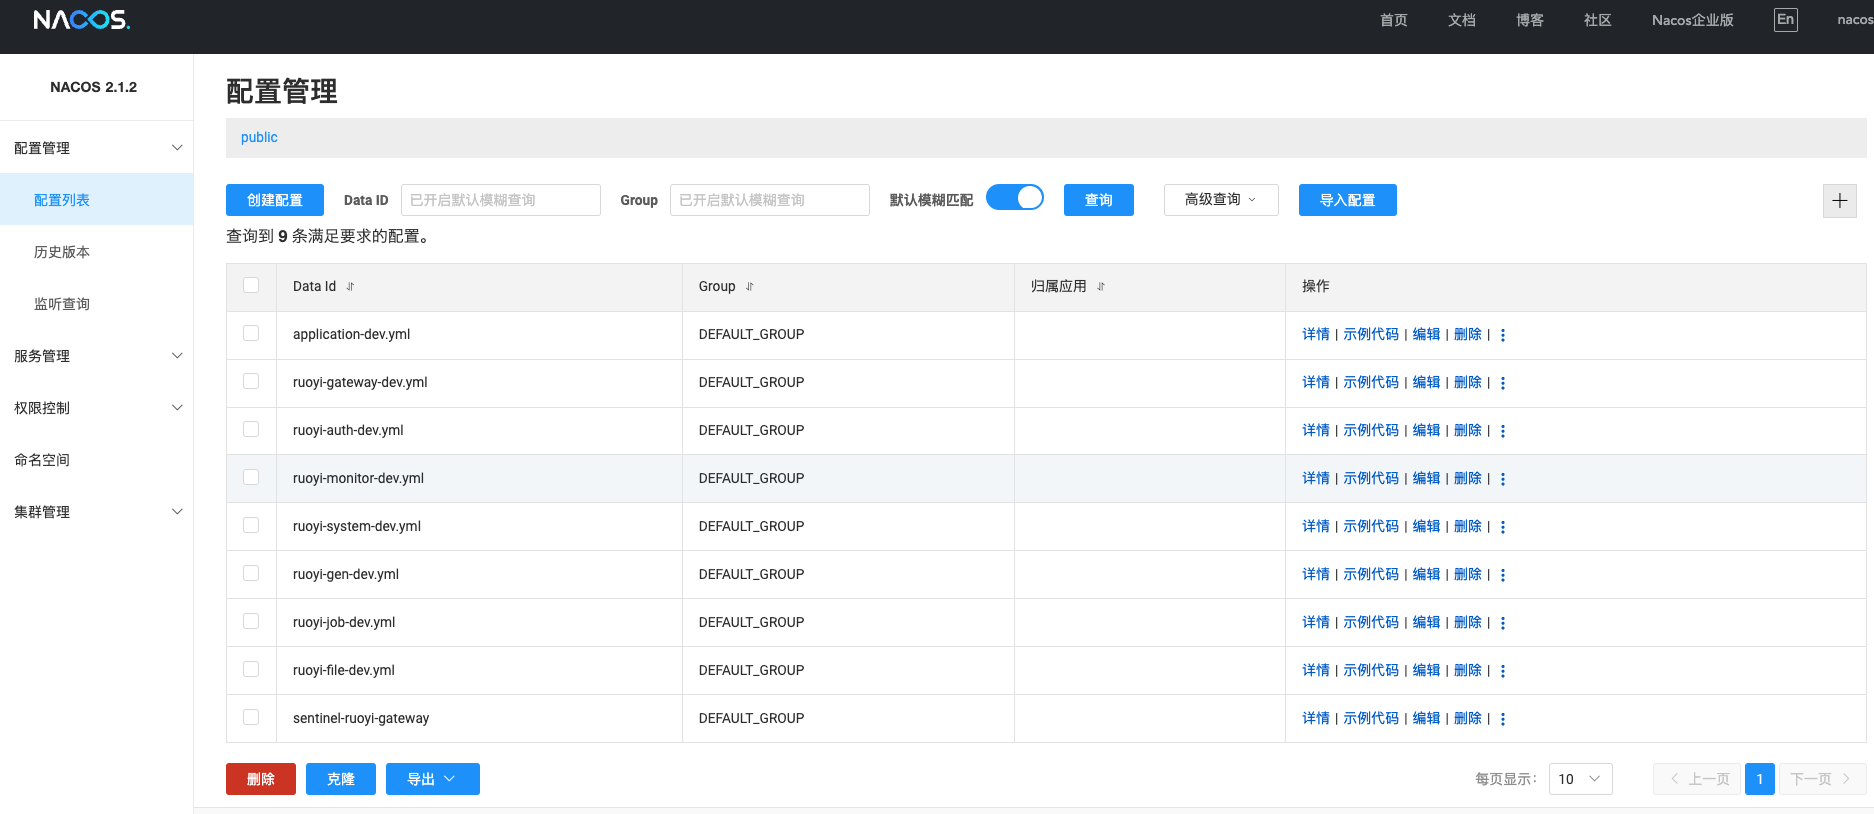 NACOS.
首页 文档 博客 社区 Nacos企业版 En nacos
NACOS 2.1.2
配置管理
配置列表
历史版本
监听查询
服务管理
权限控制
命名空间
集群管理
配置管理
public
创建配置 Data ID 已开启默认模糊查询 Group 已开启默认模糊查询 默认模糊匹配 查询 高级查询 导入配置
查询到 9 条满足要求的配置。
Data Id Group 归属应用 操作
application-dev.yml DEFAULT_GROUP 详情 | 示例代码 | 编辑 | 删除 |
ruoyi-gateway-dev.yml DEFAULT_GROUP 详情 | 示例代码 | 编辑 | 删除 |
ruoyi-auth-dev.yml DEFAULT_GROUP 详情 | 示例代码 | 编辑 | 删除 |
ruoyi-monitor-dev.yml DEFAULT_GROUP 详情 | 示例代码 | 编辑 | 删除 |
ruoyi-system-dev.yml DEFAULT_GROUP 详情 | 示例代码 | 编辑 | 删除 |
ruoyi-gen-dev.yml DEFAULT_GROUP 详情 | 示例代码 | 编辑 | 删除 |
ruoyi-job-dev.yml DEFAULT_GROUP 详情 | 示例代码 | 编辑 | 删除 |
ruoyi-file-dev.yml DEFAULT_GROUP 详情 | 示例代码 | 编辑 | 删除 |
sentinel-ruoyi-gateway DEFAULT_GROUP 详情 | 示例代码 | 编辑 | 删除 |
删除 克隆 导出 每页显示: 10 上一页 1 下一页